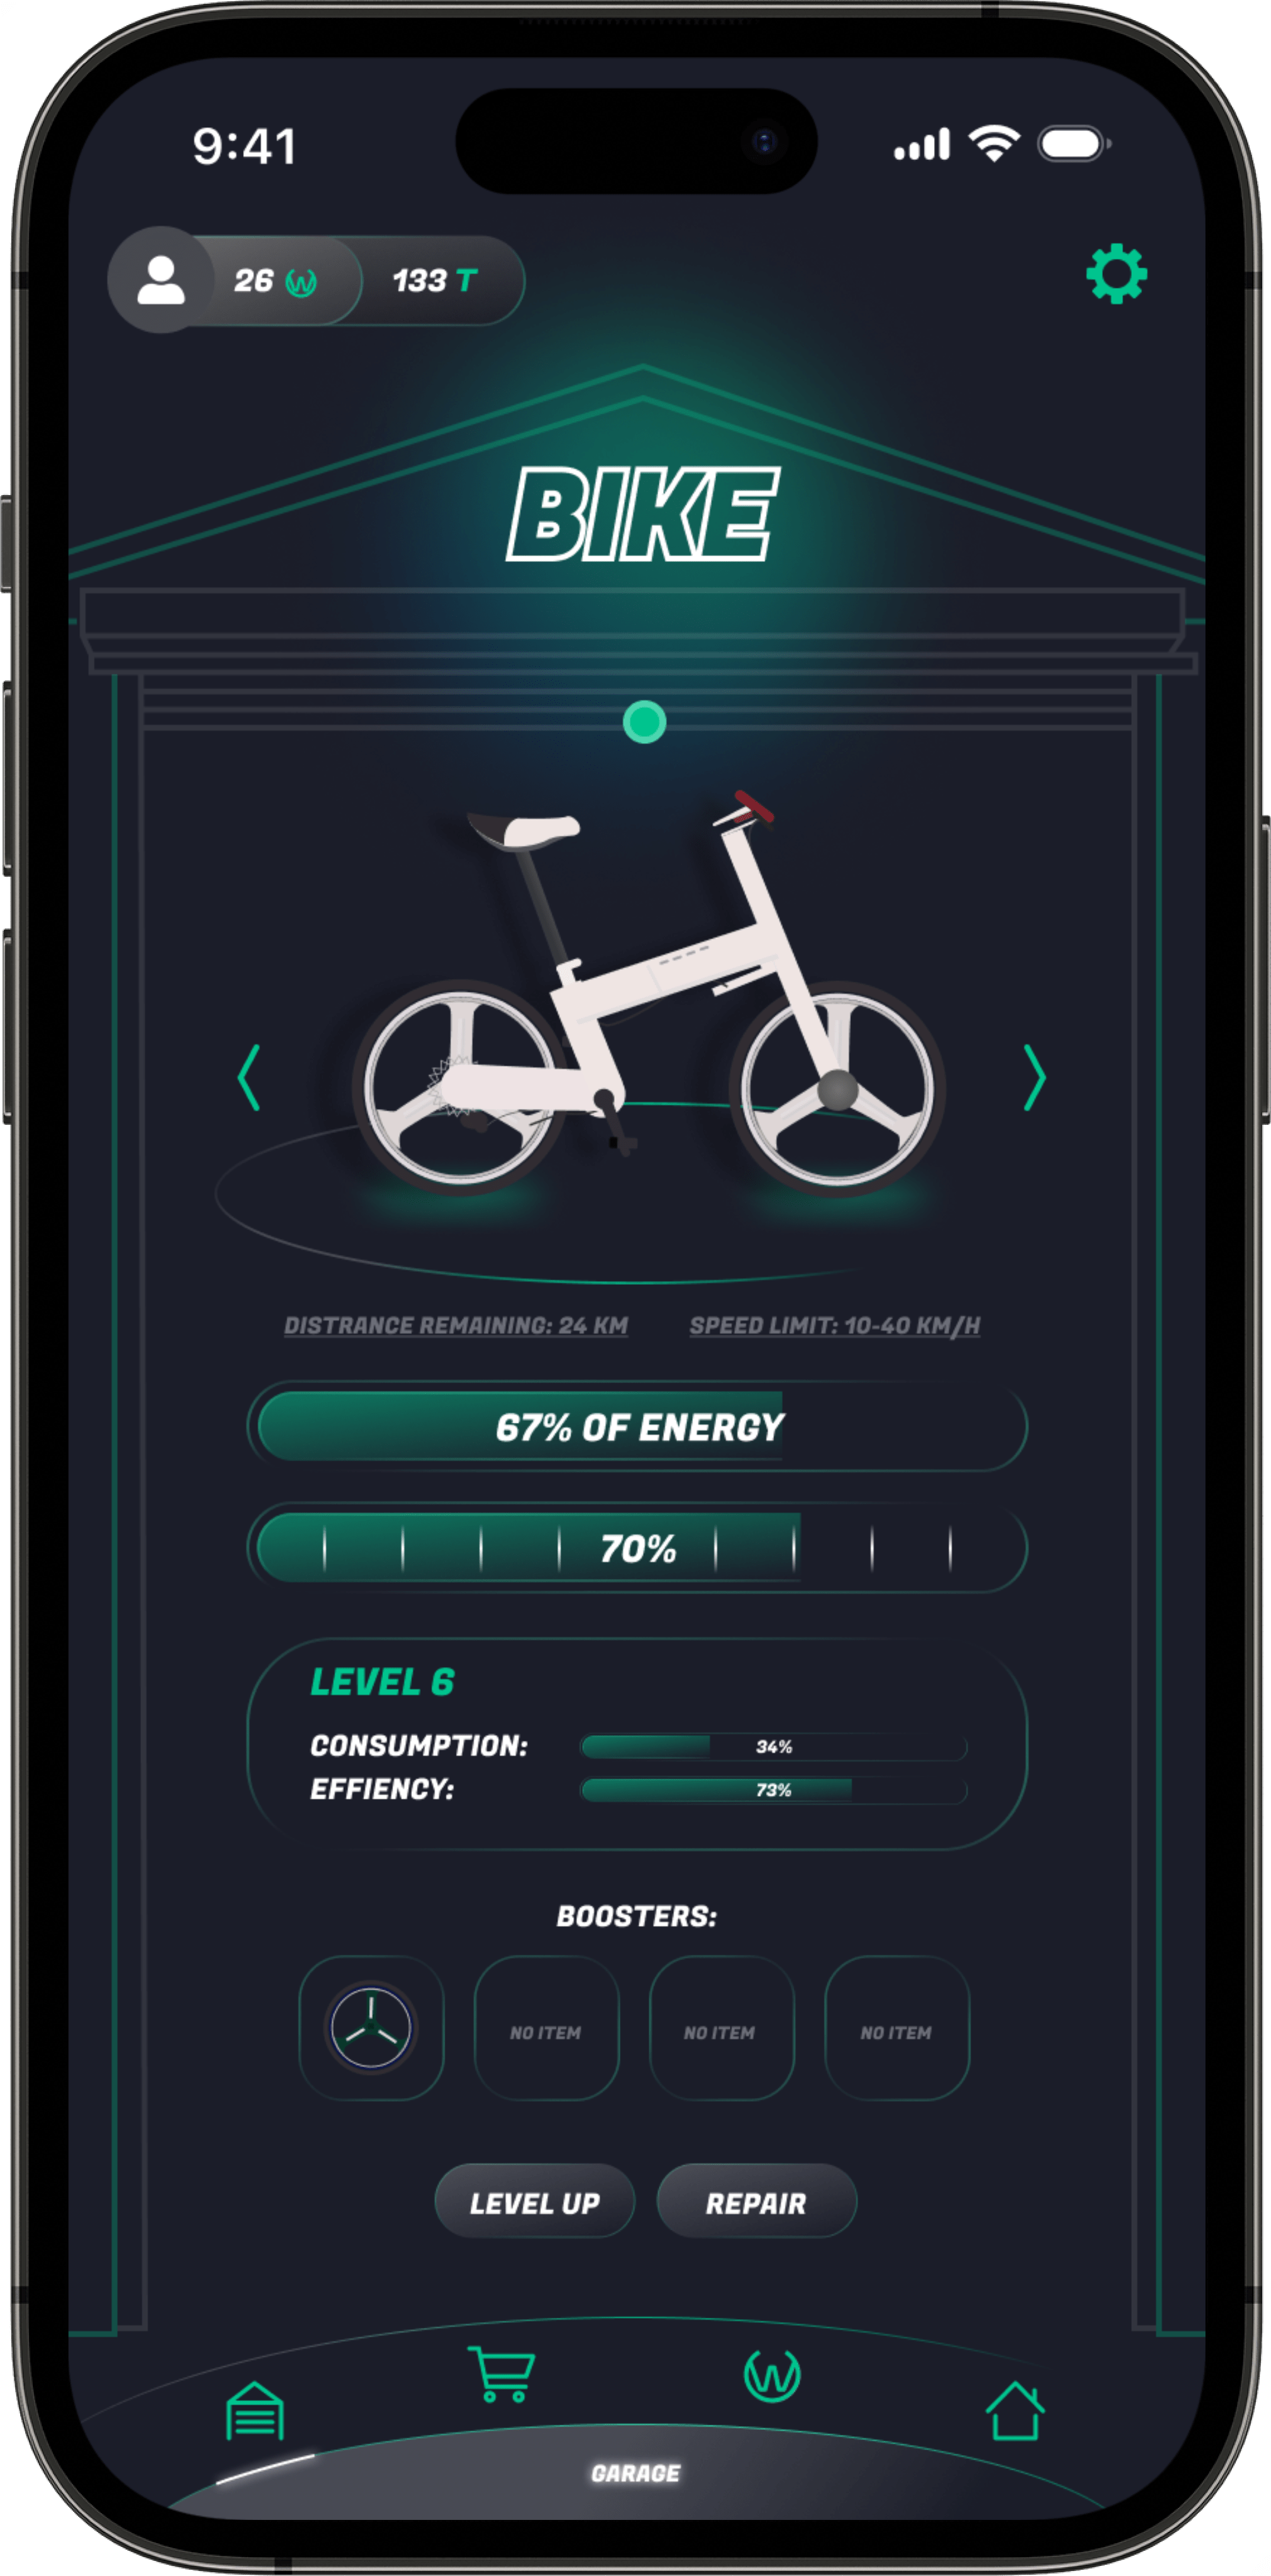 9:41
26 W 133 T
BIKE
DISTRANCE REMAINING: 24 KM SPEED LIMIT: 10-40 KM/H
67% OF ENERGY
70%
LEVEL 6
CONSUMPTION: 34%
EFFIENCY: 73%
BOOSTERS:
NO ITEM NO ITEM NO ITEM
LEVEL UP REPAIR
W
GARAGE